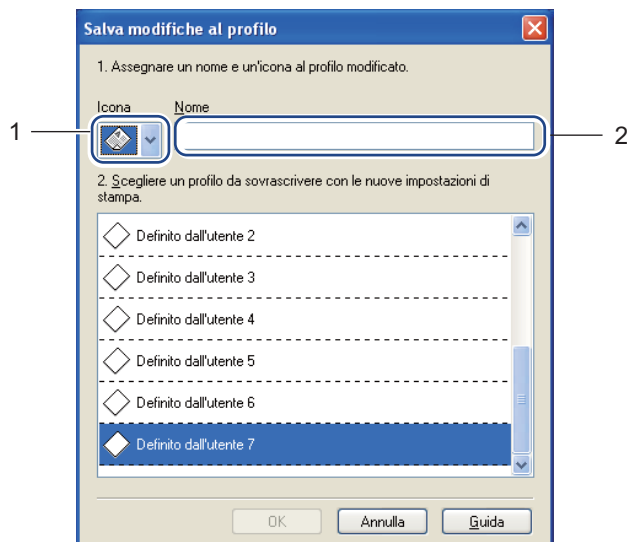 Salva modifiche al profilo
1. Assegnare un nome e un'icona al profilo modificato.
Icona Nome
1
2
2. Scegliere un profilo da sovrascrivere con le nuove impostazioni di
stampa.
Definito dall'utente 2
Definito dall'utente 3
Definito dall'utente 4
Definito dall'utente 5
Definito dall'utente 6
Definito dall'utente 7
OK Annulla Guida